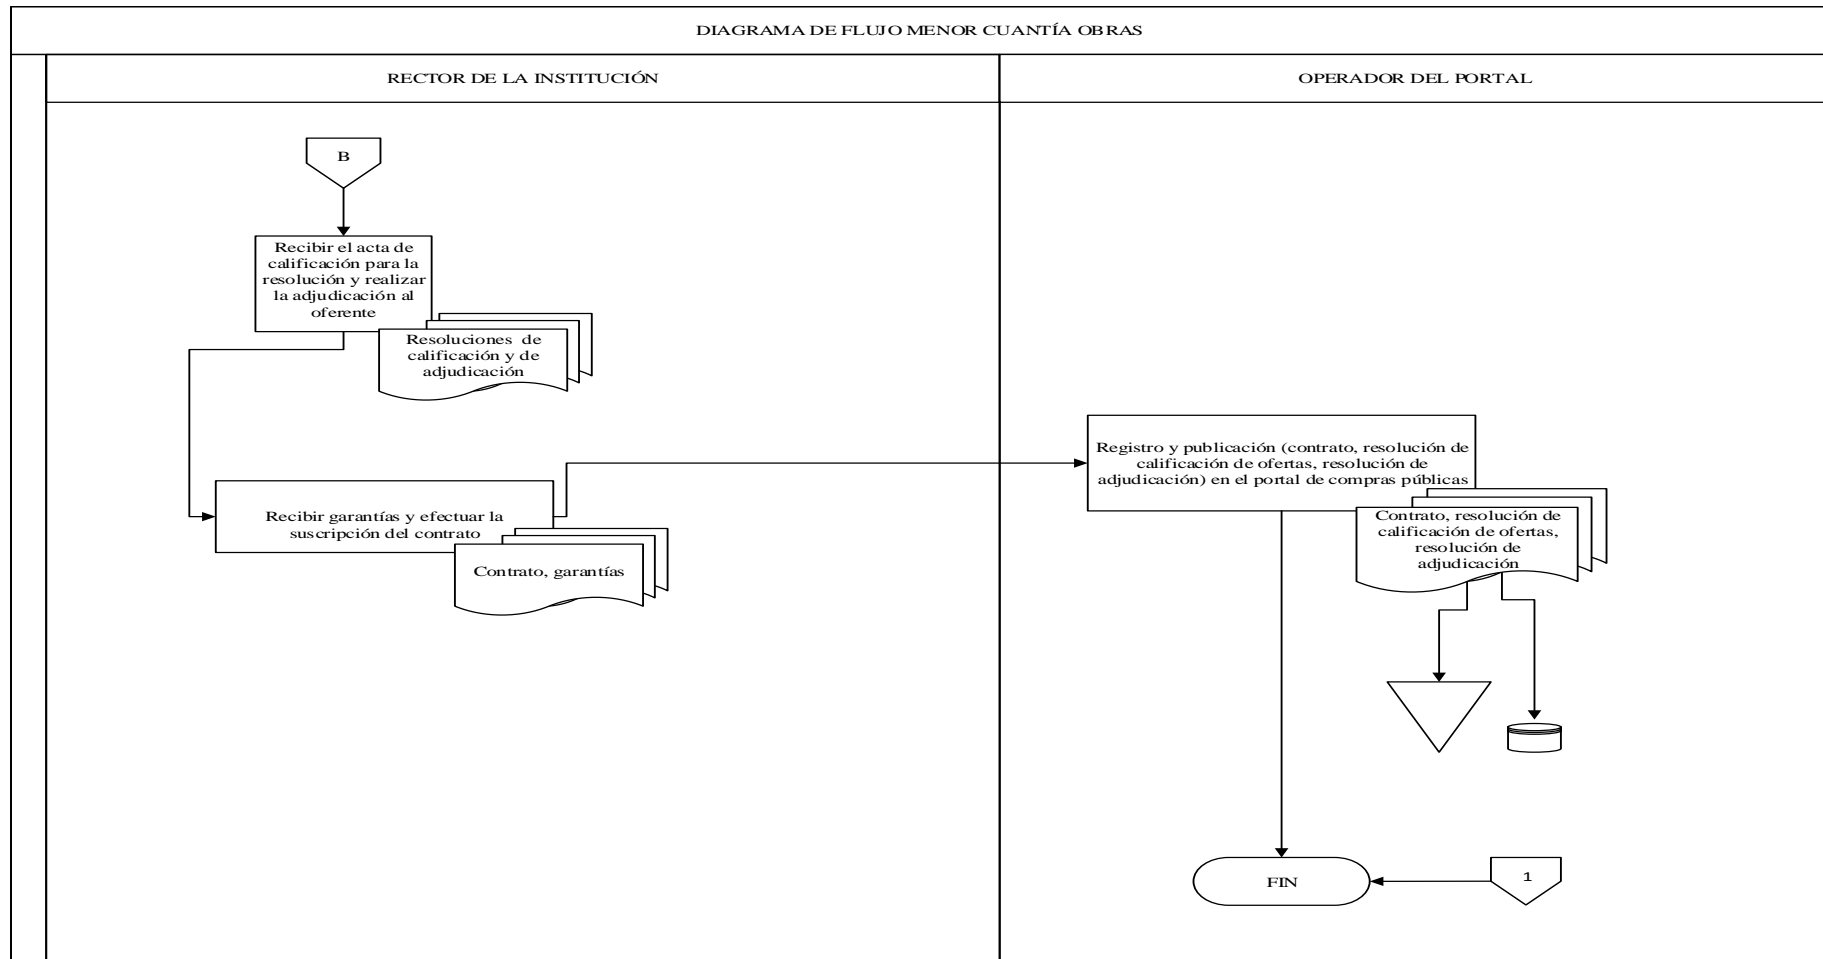 DIAGRAMA DE FLUJO MENOR CUANTÍA OBRAS
RECTOR DE LA INSTITUCIÓN
OPERADOR DEL PORTAL
B
Recibir el acta de
calificación para la
resolución y realizar
la adjudicación al
oferente
Resoluciones de
calificación y de
adjudicación
Recibir garantías y efectuar la
suscripción del contrato
Contrato, garantías
Registro y publicación (contrato, resolución de
calificación de ofertas, resolución de
adjudicación) en el portal de compras públicas
Contrato, resolución de
calificación de ofertas,
resolución de
adjudicación
FIN
1